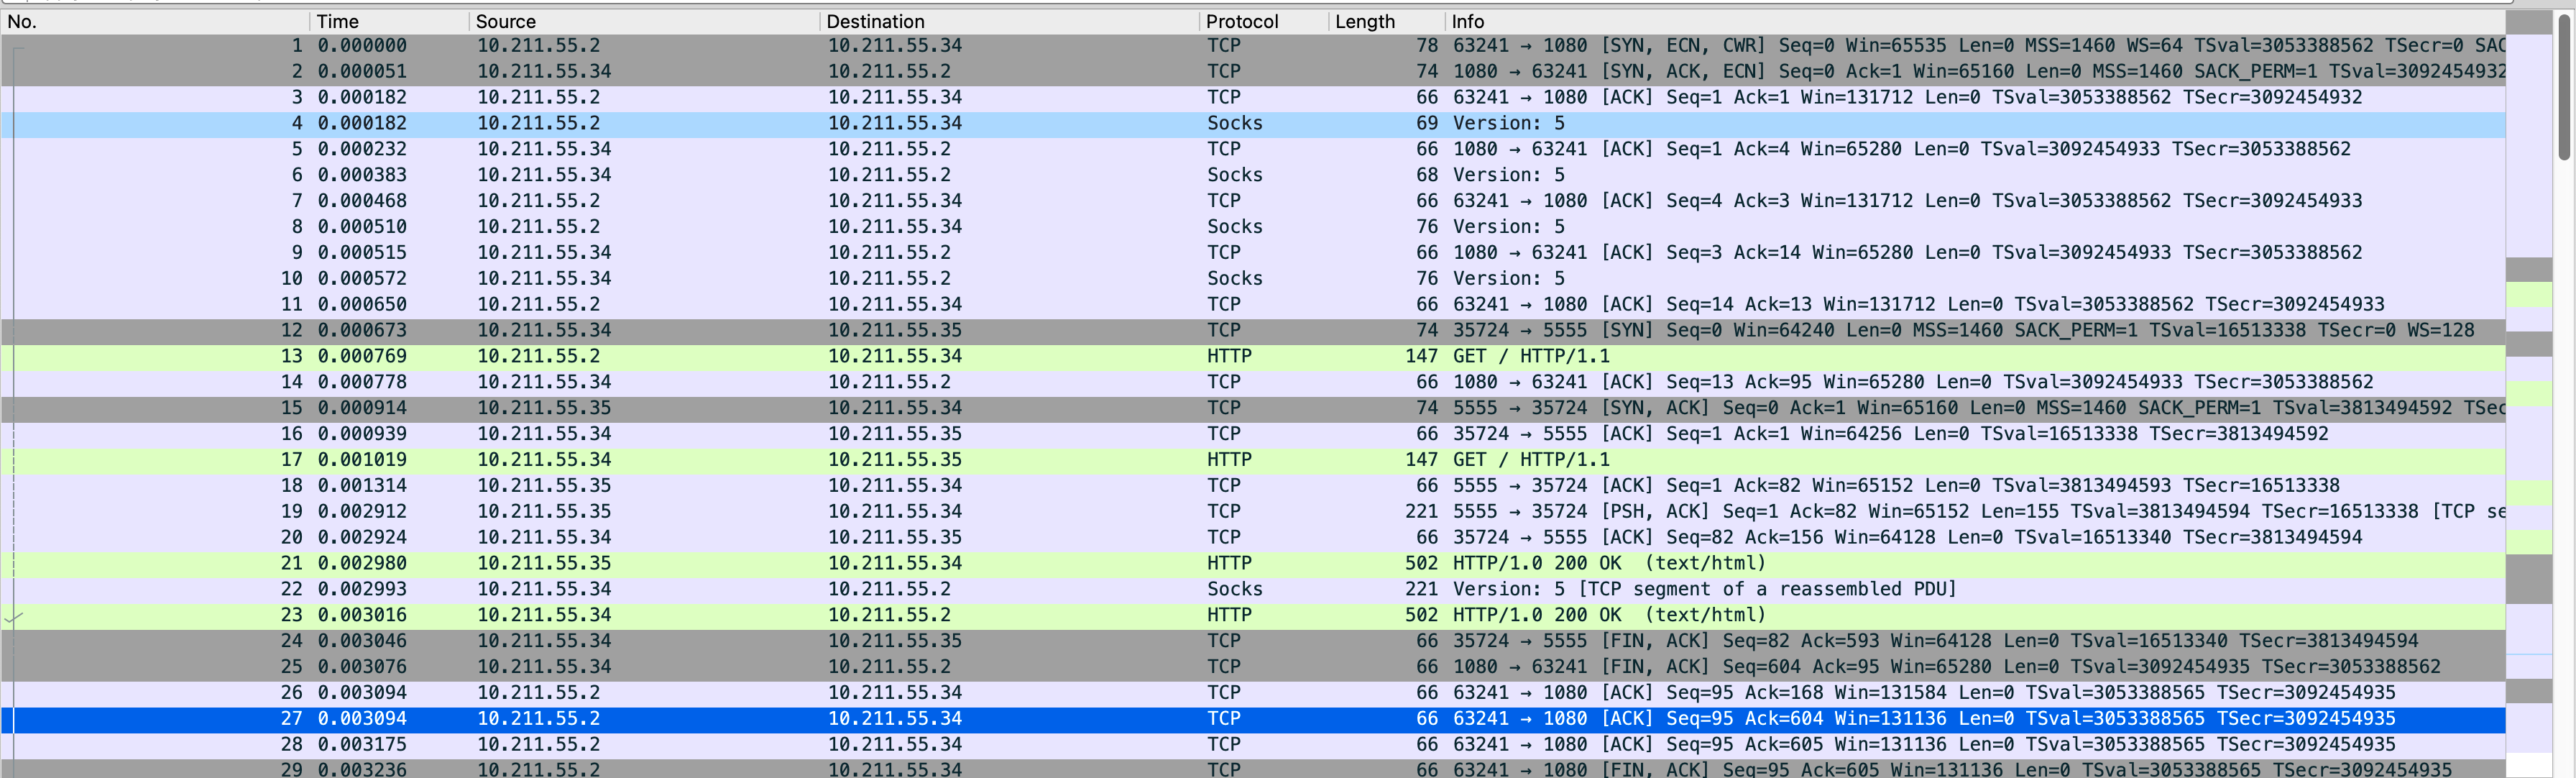 No. Time Source Destination Protocol Length Info
1 0.000000 10.211.55.2 10.211.55.34 TCP 78 63241 → 1080 [SYN, ECN, CWR] Seq=0 Win=65535 Len=0 MSS=1460 WS=64 TSval=3053388562 TSecr=0 SAC
2 0.000051 10.211.55.34 10.211.55.2 TCP 74 1080 → 63241 [SYN, ACK, ECN] Seq=0 Ack=1 Win=65160 Len=0 MSS=1460 SACK_PERM=1 TSval=3092454932
3 0.000182 10.211.55.2 10.211.55.34 TCP 66 63241 → 1080 [ACK] Seq=1 Ack=1 Win=131712 Len=0 TSval=3053388562 TSecr=3092454932
4 0.000182 10.211.55.2 10.211.55.34 Socks 69 Version: 5
5 0.000232 10.211.55.34 10.211.55.2 TCP 66 1080 → 63241 [ACK] Seq=1 Ack=4 Win=65280 Len=0 TSval=3092454933 TSecr=3053388562
6 0.000383 10.211.55.34 10.211.55.2 Socks 68 Version: 5
7 0.000468 10.211.55.2 10.211.55.34 TCP 66 63241 → 1080 [ACK] Seq=4 Ack=3 Win=131712 Len=0 TSval=3053388562 TSecr=3092454933
8 0.000510 10.211.55.2 10.211.55.34 Socks 76 Version: 5
9 0.000515 10.211.55.34 10.211.55.2 TCP 66 1080 → 63241 [ACK] Seq=3 Ack=14 Win=65280 Len=0 TSval=3092454933 TSecr=3053388562
10 0.000572 10.211.55.34 10.211.55.2 Socks 76 Version: 5
11 0.000650 10.211.55.2 10.211.55.34 TCP 66 63241 → 1080 [ACK] Seq=14 Ack=13 Win=131712 Len=0 TSval=3053388562 TSecr=3092454933
12 0.000673 10.211.55.34 10.211.55.35 TCP 74 35724 → 5555 [SYN] Seq=0 Win=64240 Len=0 MSS=1460 SACK_PERM=1 TSval=16513338 TSecr=0 WS=128
13 0.000769 10.211.55.2 10.211.55.34 HTTP 147 GET / HTTP/1.1
14 0.000778 10.211.55.34 10.211.55.2 TCP 66 1080 → 63241 [ACK] Seq=13 Ack=95 Win=65280 Len=0 TSval=3092454933 TSecr=3053388562
15 0.000914 10.211.55.35 10.211.55.34 TCP 74 5555 → 35724 [SYN, ACK] Seq=0 Ack=1 Win=65160 Len=0 MSS=1460 SACK_PERM=1 TSval=3813494592 TSec
16 0.000939 10.211.55.34 10.211.55.35 TCP 66 35724 → 5555 [ACK] Seq=1 Ack=1 Win=64256 Len=0 TSval=16513338 TSecr=3813494592
17 0.001019 10.211.55.34 10.211.55.35 HTTP 147 GET / HTTP/1.1
18 0.001314 10.211.55.35 10.211.55.34 TCP 66 5555 → 35724 [ACK] Seq=1 Ack=82 Win=65152 Len=0 TSval=3813494593 TSecr=16513338
19 0.002912 10.211.55.35 10.211.55.34 TCP 221 5555 → 35724 [PSH, ACK] Seq=1 Ack=82 Win=65152 Len=155 TSval=3813494594 TSecr=16513338 [TCP se
20 0.002924 10.211.55.34 10.211.55.35 TCP 66 35724 → 5555 [ACK] Seq=82 Ack=156 Win=64128 Len=0 TSval=16513340 TSecr=3813494594
21 0.002980 10.211.55.35 10.211.55.34 HTTP 502 HTTP/1.0 200 OK (text/html)
22 0.002993 10.211.55.34 10.211.55.2 Socks 221 Version: 5 [TCP segment of a reassembled PDU]
23 0.003016 10.211.55.34 10.211.55.2 HTTP 502 HTTP/1.0 200 OK (text/html)
24 0.003046 10.211.55.34 10.211.55.35 TCP 66 35724 → 5555 [FIN, ACK] Seq=82 Ack=593 Win=64128 Len=0 TSval=16513340 TSecr=3813494594
25 0.003076 10.211.55.34 10.211.55.2 TCP 66 1080 → 63241 [FIN, ACK] Seq=604 Ack=95 Win=65280 Len=0 TSval=3092454935 TSecr=3053388562
26 0.003094 10.211.55.2 10.211.55.34 TCP 66 63241 → 1080 [ACK] Seq=95 Ack=168 Win=131584 Len=0 TSval=3053388565 TSecr=3092454935
27 0.003094 10.211.55.2 10.211.55.34 TCP 66 63241 → 1080 [ACK] Seq=95 Ack=604 Win=131136 Len=0 TSval=3053388565 TSecr=3092454935
28 0.003175 10.211.55.2 10.211.55.34 TCP 66 63241 → 1080 [ACK] Seq=95 Ack=605 Win=131136 Len=0 TSval=3053388565 TSecr=3092454935
29 0.003236 10.211.55.2 10.211.55.34 TCP 66 63241 → 1080 [FIN, ACK] Seq=95 Ack=605 Win=131136 Len=0 TSval=3053388565 TSecr=3092454935